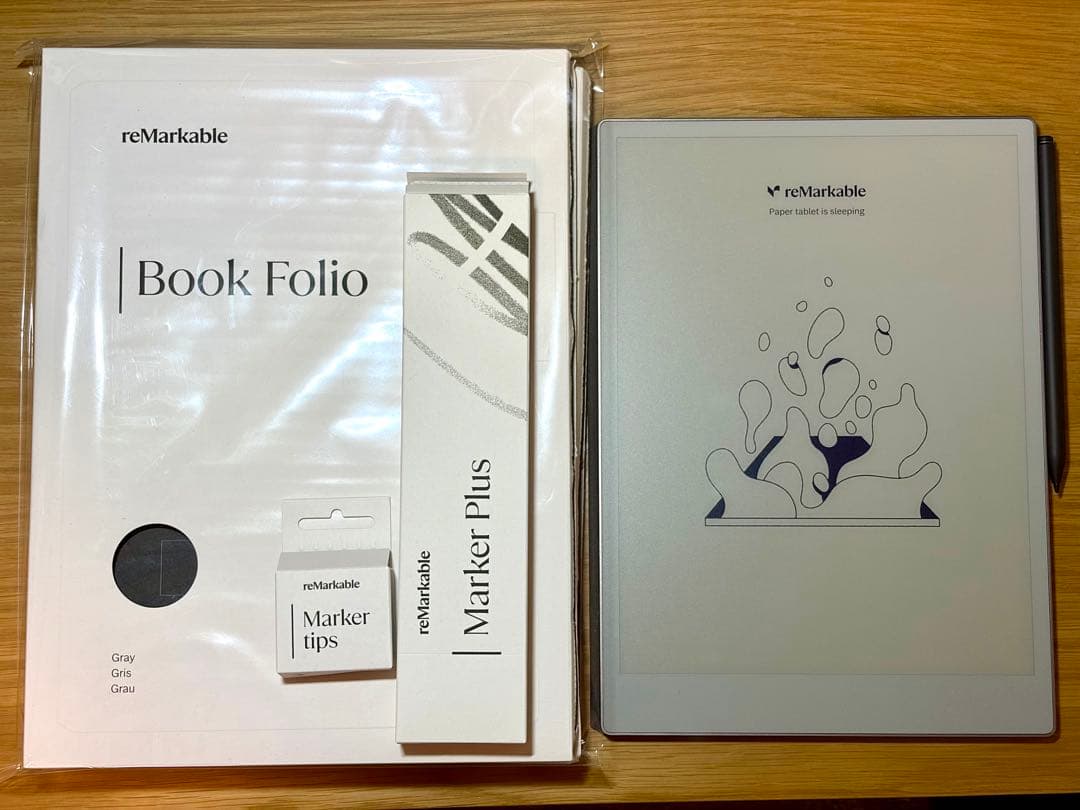 reMarkable
Book Folio
Gray
Gris
Grau
reMarkable
Marker
tips
reMarkable
Marker Plus
reMarkable
Paper tablet is sleeping